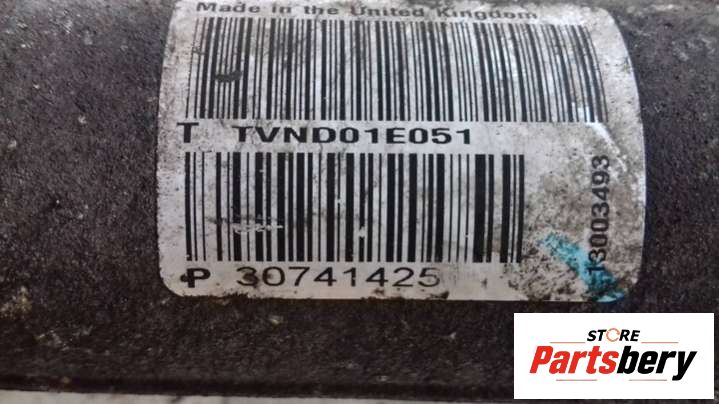 Made in the United Kingdom
T TVND01E051
P 30741425
13003493
STORE
Partsbery